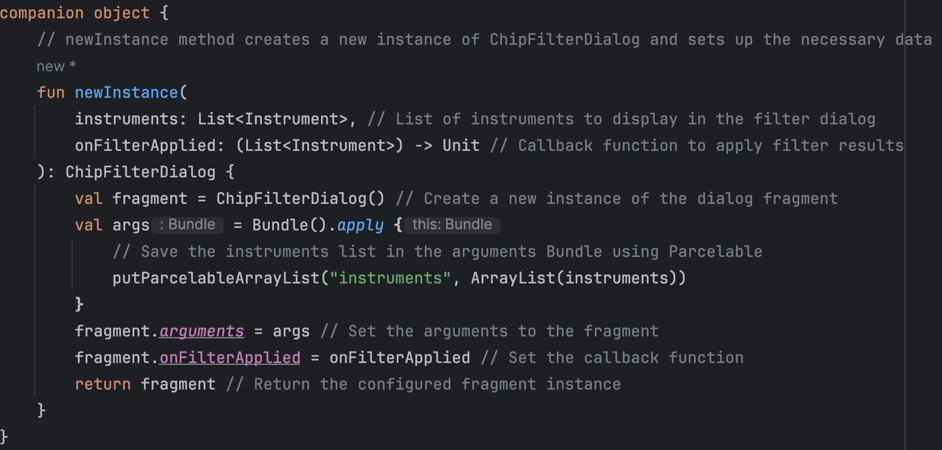 companion object {
// newInstance method creates a new instance of ChipFilterDialog and sets up the necessary data
new *
fun newInstance(
instruments: List<Instrument>, // List of instruments to display in the filter dialog
onFilterApplied: (List<Instrument>) -> Unit // Callback function to apply filter results
): ChipFilterDialog {
val fragment = ChipFilterDialog() // Create a new instance of the dialog fragment
val args : Bundle = Bundle().apply { this: Bundle
// Save the instruments list in the arguments Bundle using Parcelable
putParcelableArrayList("instruments", ArrayList(instruments))
}
fragment.arguments = args // Set the arguments to the fragment
fragment.onFilterApplied = onFilterApplied // Set the callback function
return fragment // Return the configured fragment instance
}
}